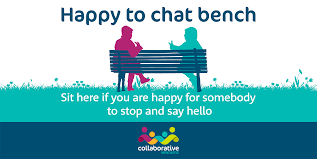 Happy to chat bench
Sit here if you are happy for somebody
to stop and say hello
collaborative